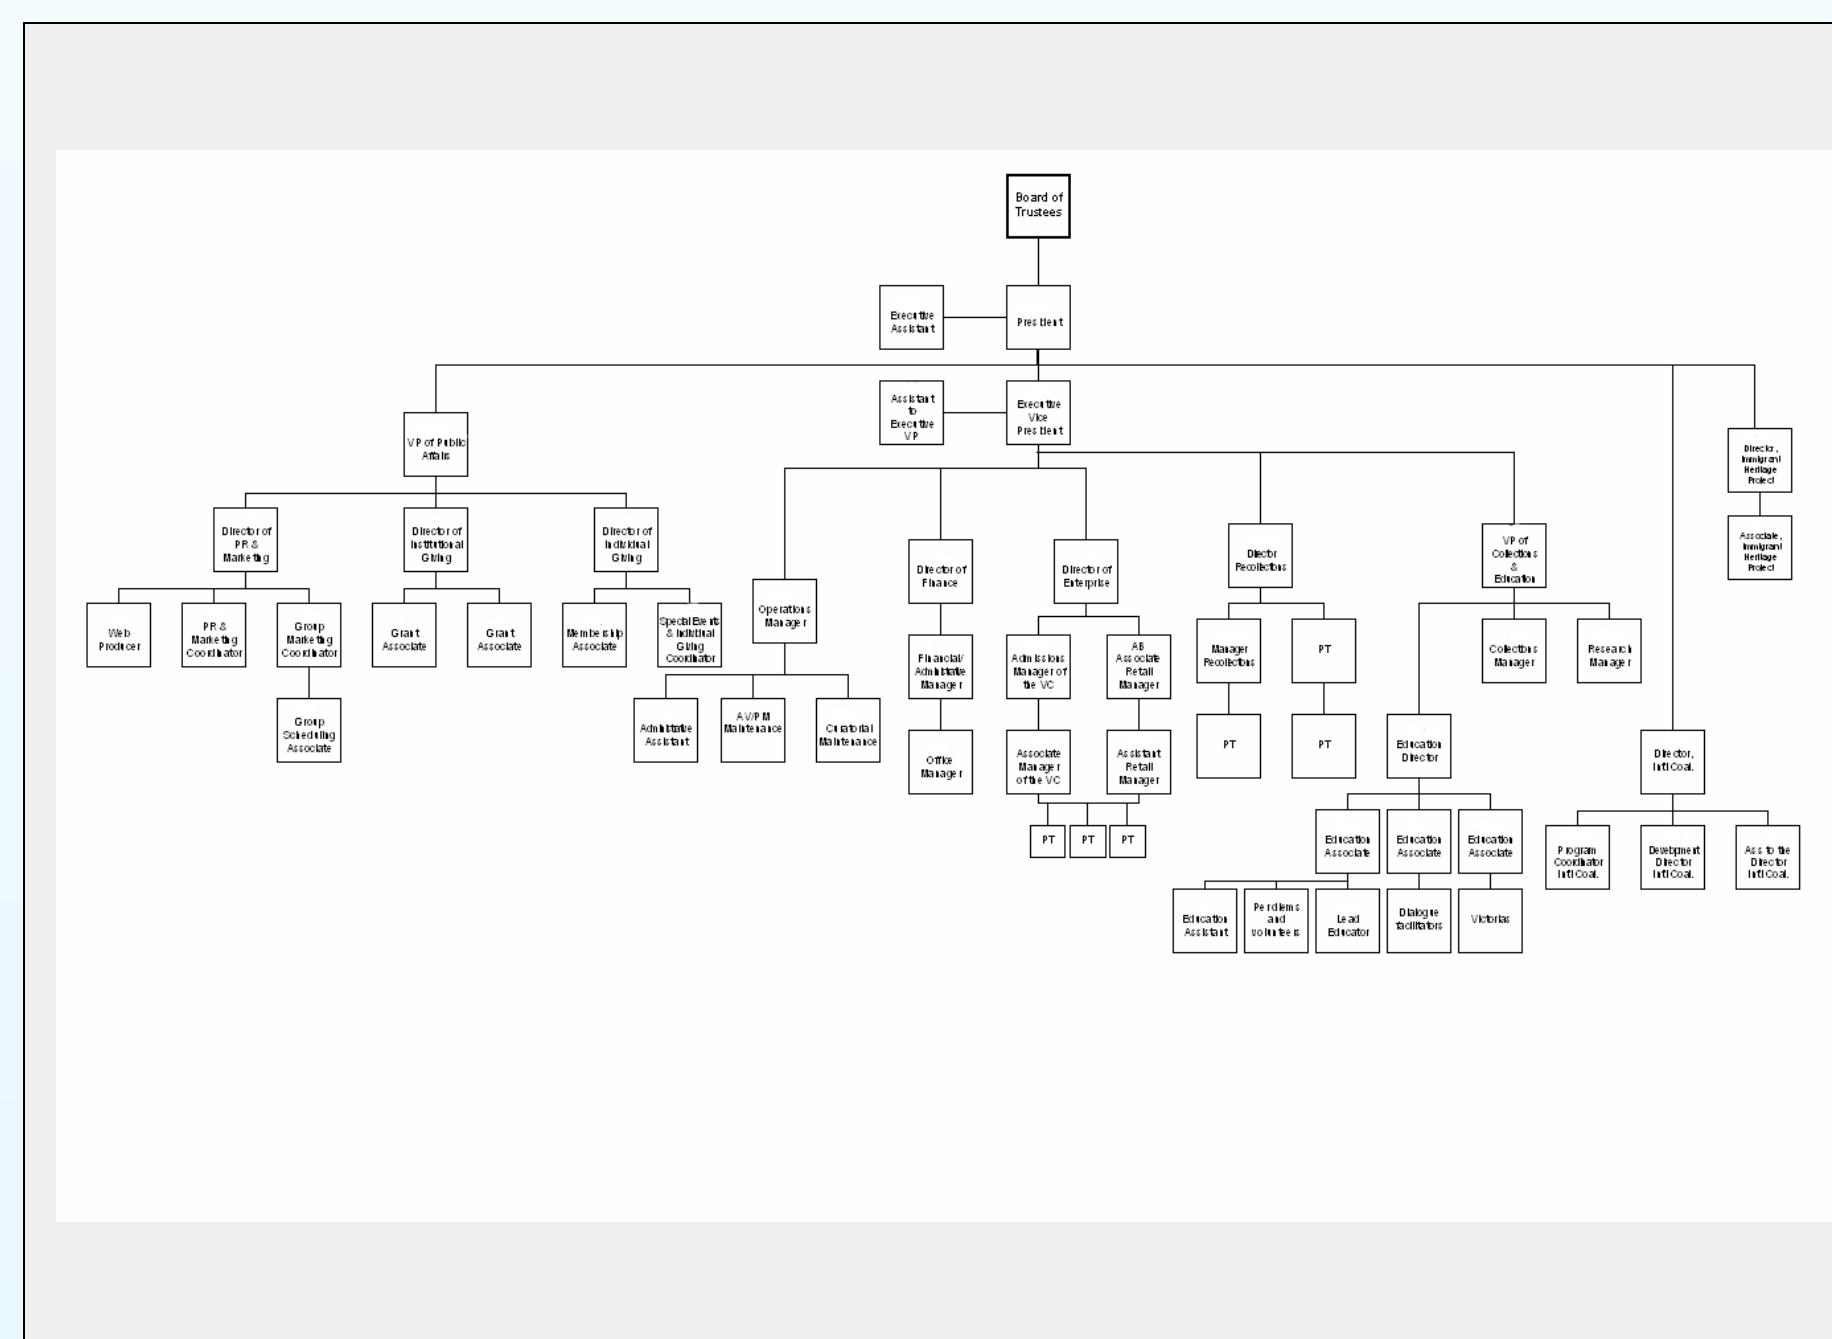 Board of
Trustees
Executive
Assistant
President
Assistant
to
Executive
VP
Executive
Vice
President
VP of Public
Affairs
Director,
Immigrant
Heritage
Project
Director of
PR &
Marketing
Director of
Institutional
Giving
Director of
Individual
Giving
Associate,
Immigrant
Heritage
Project
Director of
Finance
Director of
Enterprise
Director
Recollections
VP of
Collections
&
Education
Operations
Manager
Web
Producer
PR &
Marketing
Coordinator
Group
Marketing
Coordinator
Grant
Associate
Grant
Associate
Membership
Associate
Special Events
& Individual
Giving
Coordinator
Financial/
Administrative
Manager
Admissions
Manager of
the VC
AB
Associate
Retail
Manager
Manager
Recollections
PT
Collections
Manager
Research
Manager
Group
Scheduling
Associate
Administrative
Assistant
AV/PM
Maintenance
Curatorial
Maintenance
Office
Manager
Associate
Manager
of the VC
Assistant
Retail
Manager
PT
PT
Education
Director
Director,
Intl Coal.
PT
PT
PT
Education
Associate
Education
Associate
Education
Associate
Program
Coordinator
Intl Coal.
Development
Director
Intl Coal.
Ass to the
Director
Intl Coal.
Education
Assistant
Per diems
and
volunteers
Lead
Educator
Dialogue
facilitators
Victorias